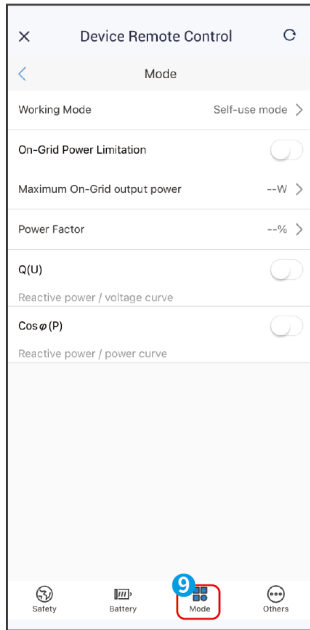 Device Remote Control
Mode
Working Mode Self-use mode
On-Grid Power Limitation
Maximum On-Grid output power --W
Power Factor --%
Q(U)
Reactive power / voltage curve
Cosφ(P)
Reactive power / power curve
9
Safety Battery Mode Others